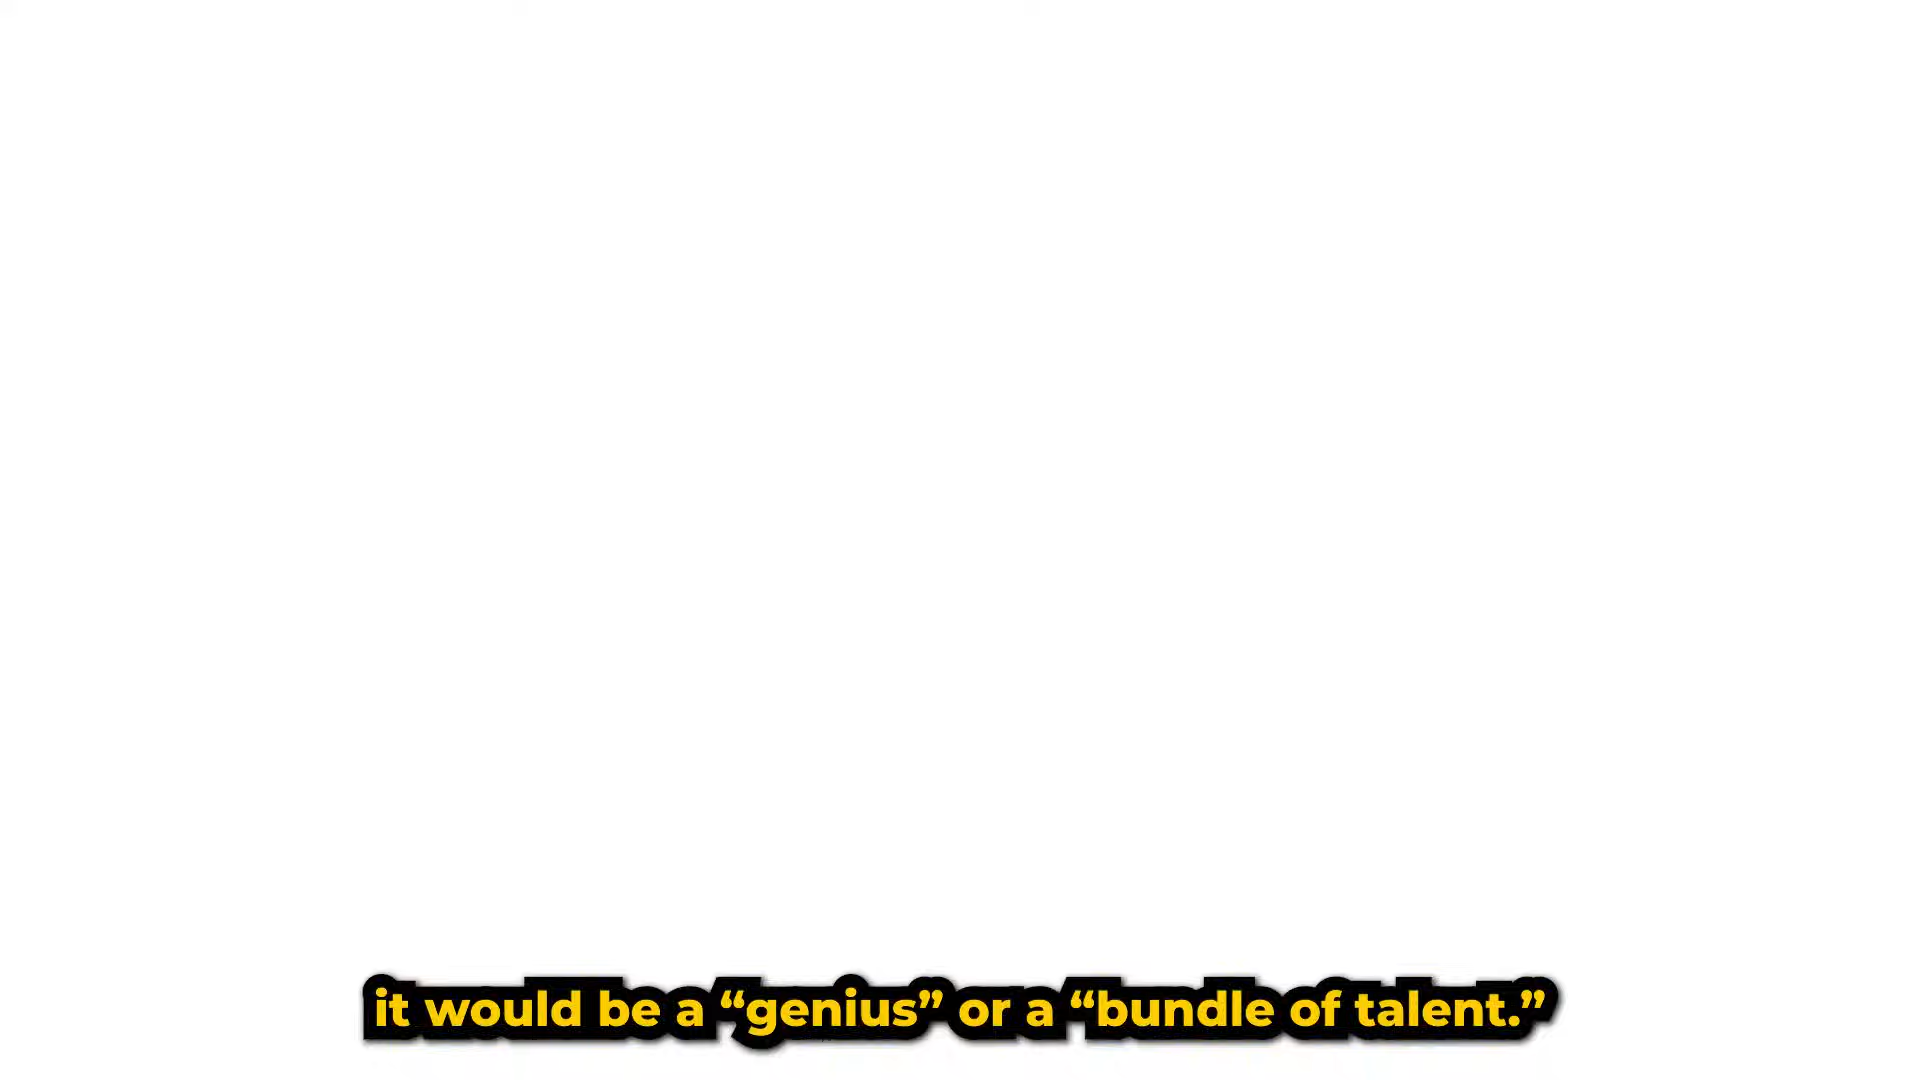 it would be a “genius” or a “bundle of talent.”